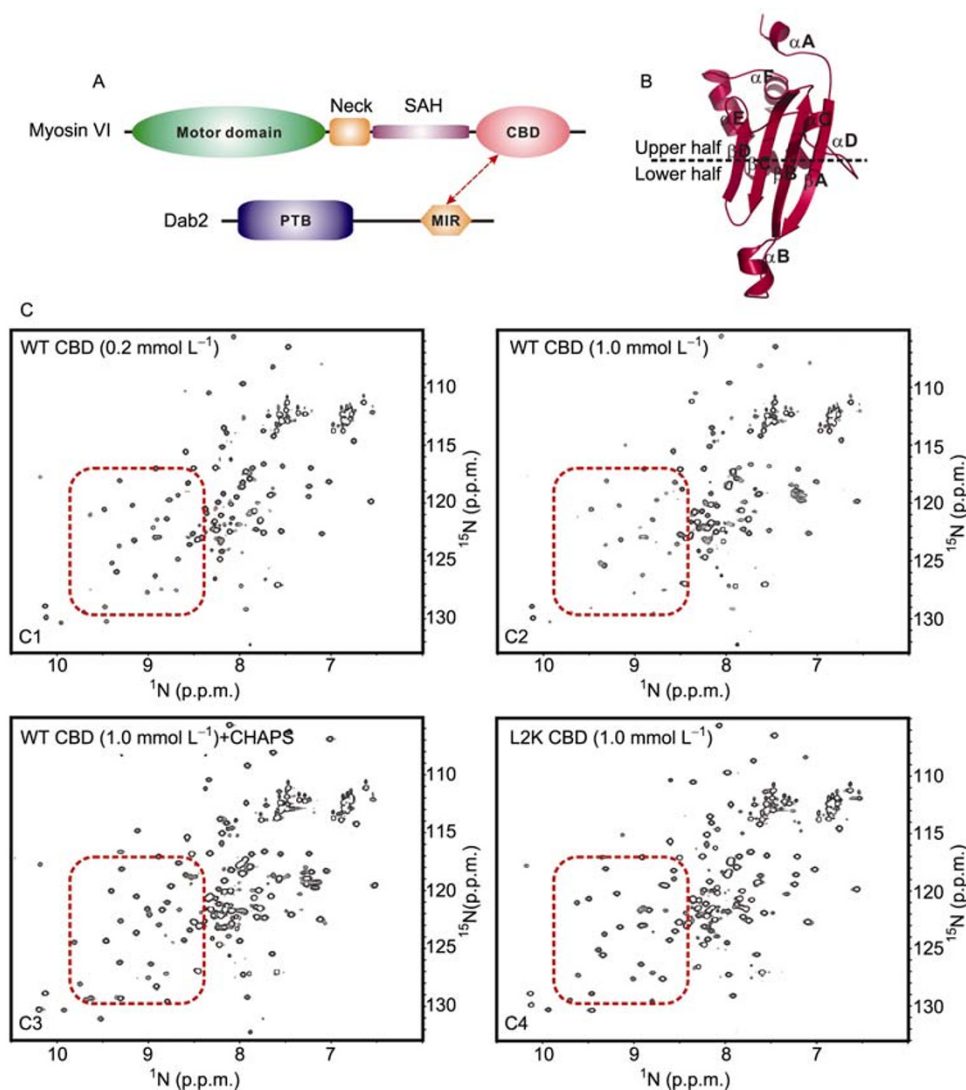 A
Neck
SAH
Myosin VI
Motor domain
CBD
Dab2
PTB
MIR
B
αA
αF
αE
C
αD
βD
Upper half
βC
Lower half
βB
βA
αB
C
WT CBD (0.2 mmol L⁻¹)
110
115
120
125
130
¹⁵N (p.p.m.)
C1
10 9 8 7
¹N (p.p.m.)
WT CBD (1.0 mmol L⁻¹)
110
115
120
125
130
¹⁵N (p.p.m.)
C2
10 9 8 7
¹N (p.p.m.)
WT CBD (1.0 mmol L⁻¹)+CHAPS
110
115
120
125
130
¹⁵N(p.p.m.)
C3
10 9 8 7
¹N (p.p.m.)
L2K CBD (1.0 mmol L⁻¹)
110
115
120
125
130
¹⁵N (p.p.m.)
C4
10 9 8 7
¹N (p.p.m.)